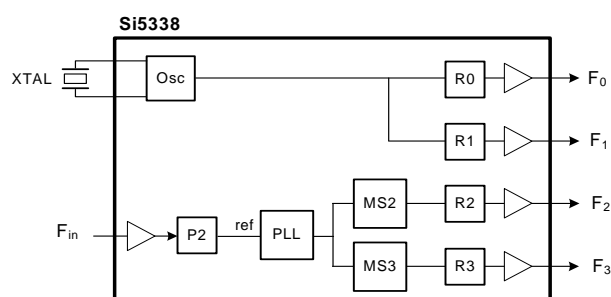 Si5338
XTAL
Osc
R0
F0
R1
F1
Fin
P2
ref
PLL
MS2
R2
F2
MS3
R3
F3